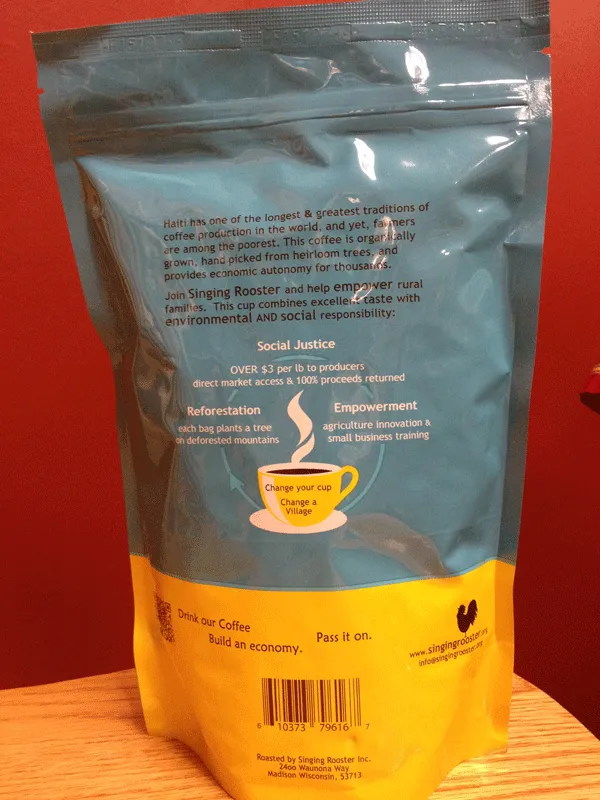 Haiti has one of the longest & greatest traditions of
coffee production in the world, and yet, farmers
are among the poorest. This coffee is organically
grown, hand picked from heirloom trees, and
provides economic autonomy for thousands.
Join Singing Rooster and help empower rural
families. This cup combines excellent taste with
environmental AND social responsibility:
Social Justice
OVER $3 per lb to producers
direct market access & 100% proceeds returned
Reforestation
each bag plants a tree
on deforested mountains
Empowerment
agriculture innovation &
small business training
Change your cup
Change a
Village
Drink our Coffee
Build an economy.
Pass it on.
www.singingrooster.org
info@singingrooster.org
6 10373 79616 7
Roasted by Singing Rooster Inc.
2400 Waunona Way
Madison Wisconsin, 53713